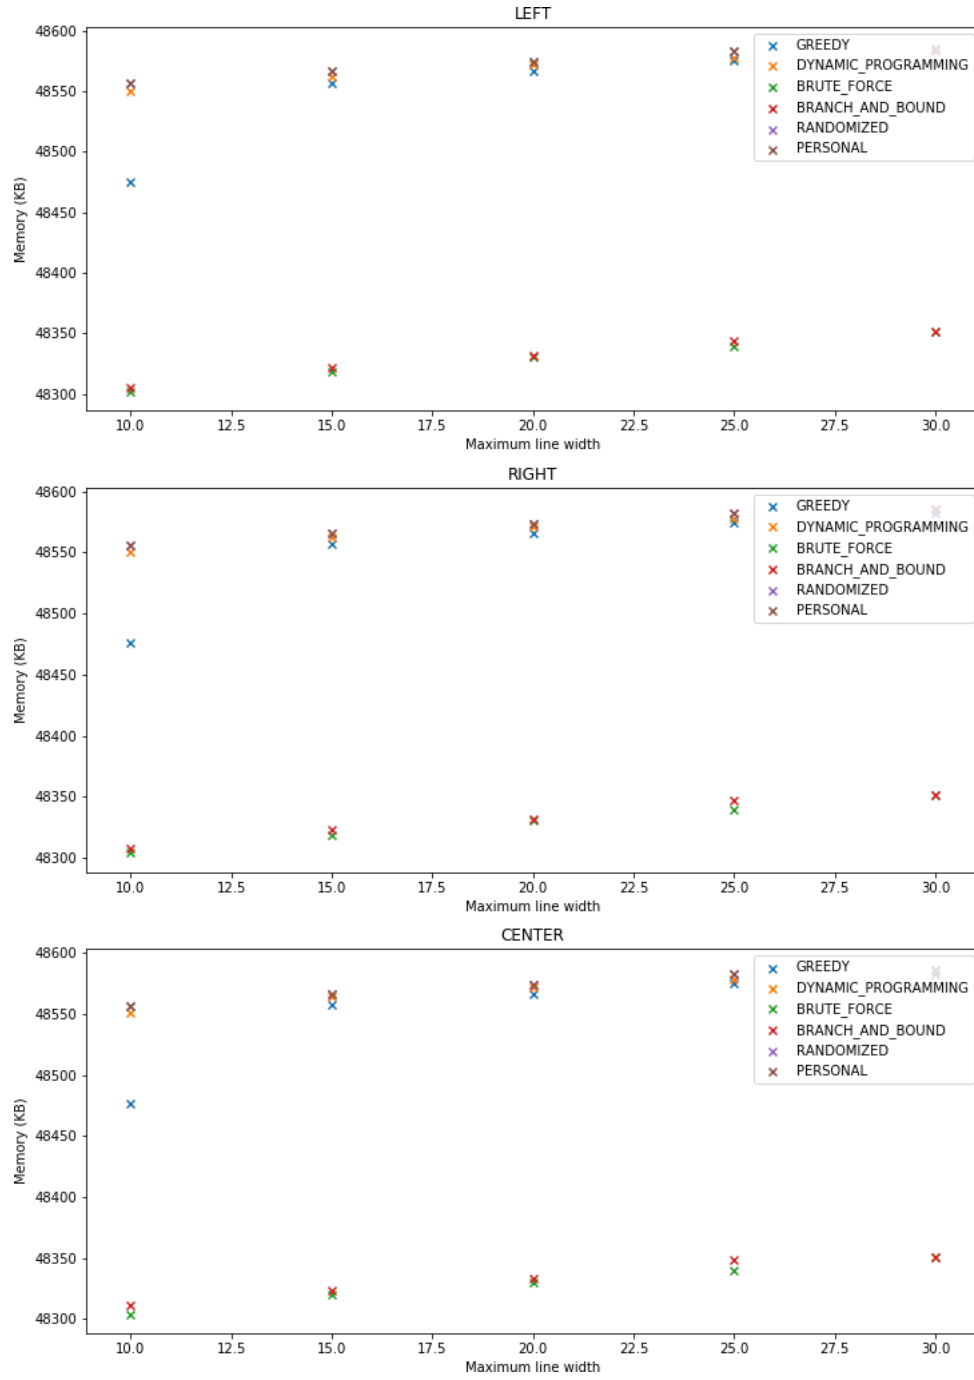 LEFT
48600
48550
48500
48450
48400
48350
48300
Memory (KB)
GREEDY
DYNAMIC_PROGRAMMING
BRUTE_FORCE
BRANCH_AND_BOUND
RANDOMIZED
PERSONAL
10.0 12.5 15.0 17.5 20.0 22.5 25.0 27.5 30.0
Maximum line width
RIGHT
48600
48550
48500
48450
48400
48350
48300
Memory (KB)
GREEDY
DYNAMIC_PROGRAMMING
BRUTE_FORCE
BRANCH_AND_BOUND
RANDOMIZED
PERSONAL
10.0 12.5 15.0 17.5 20.0 22.5 25.0 27.5 30.0
Maximum line width
CENTER
48600
48550
48500
48450
48400
48350
48300
Memory (KB)
GREEDY
DYNAMIC_PROGRAMMING
BRUTE_FORCE
BRANCH_AND_BOUND
RANDOMIZED
PERSONAL
10.0 12.5 15.0 17.5 20.0 22.5 25.0 27.5 30.0
Maximum line width